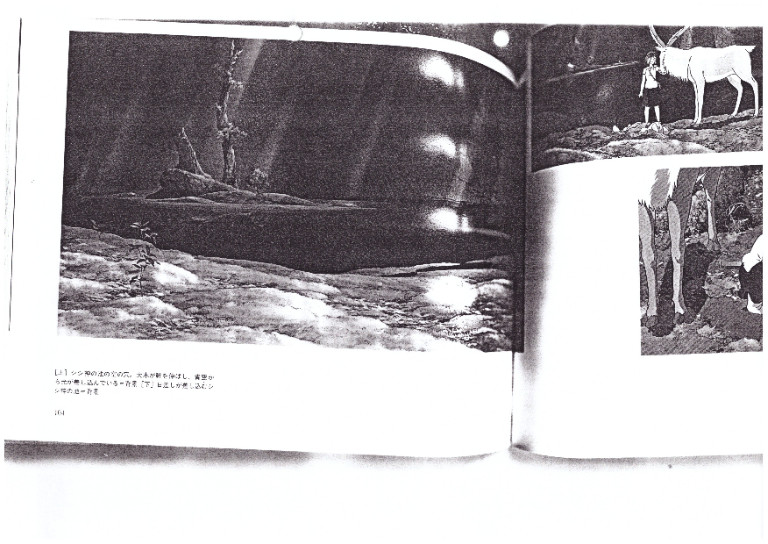 [上]シシ神の池の空の穴。大木が腕を伸ばし、青空か
ら光が差し込んでいる＝背景［下］日差しが差し込むシ
シ神の池＝背景
104